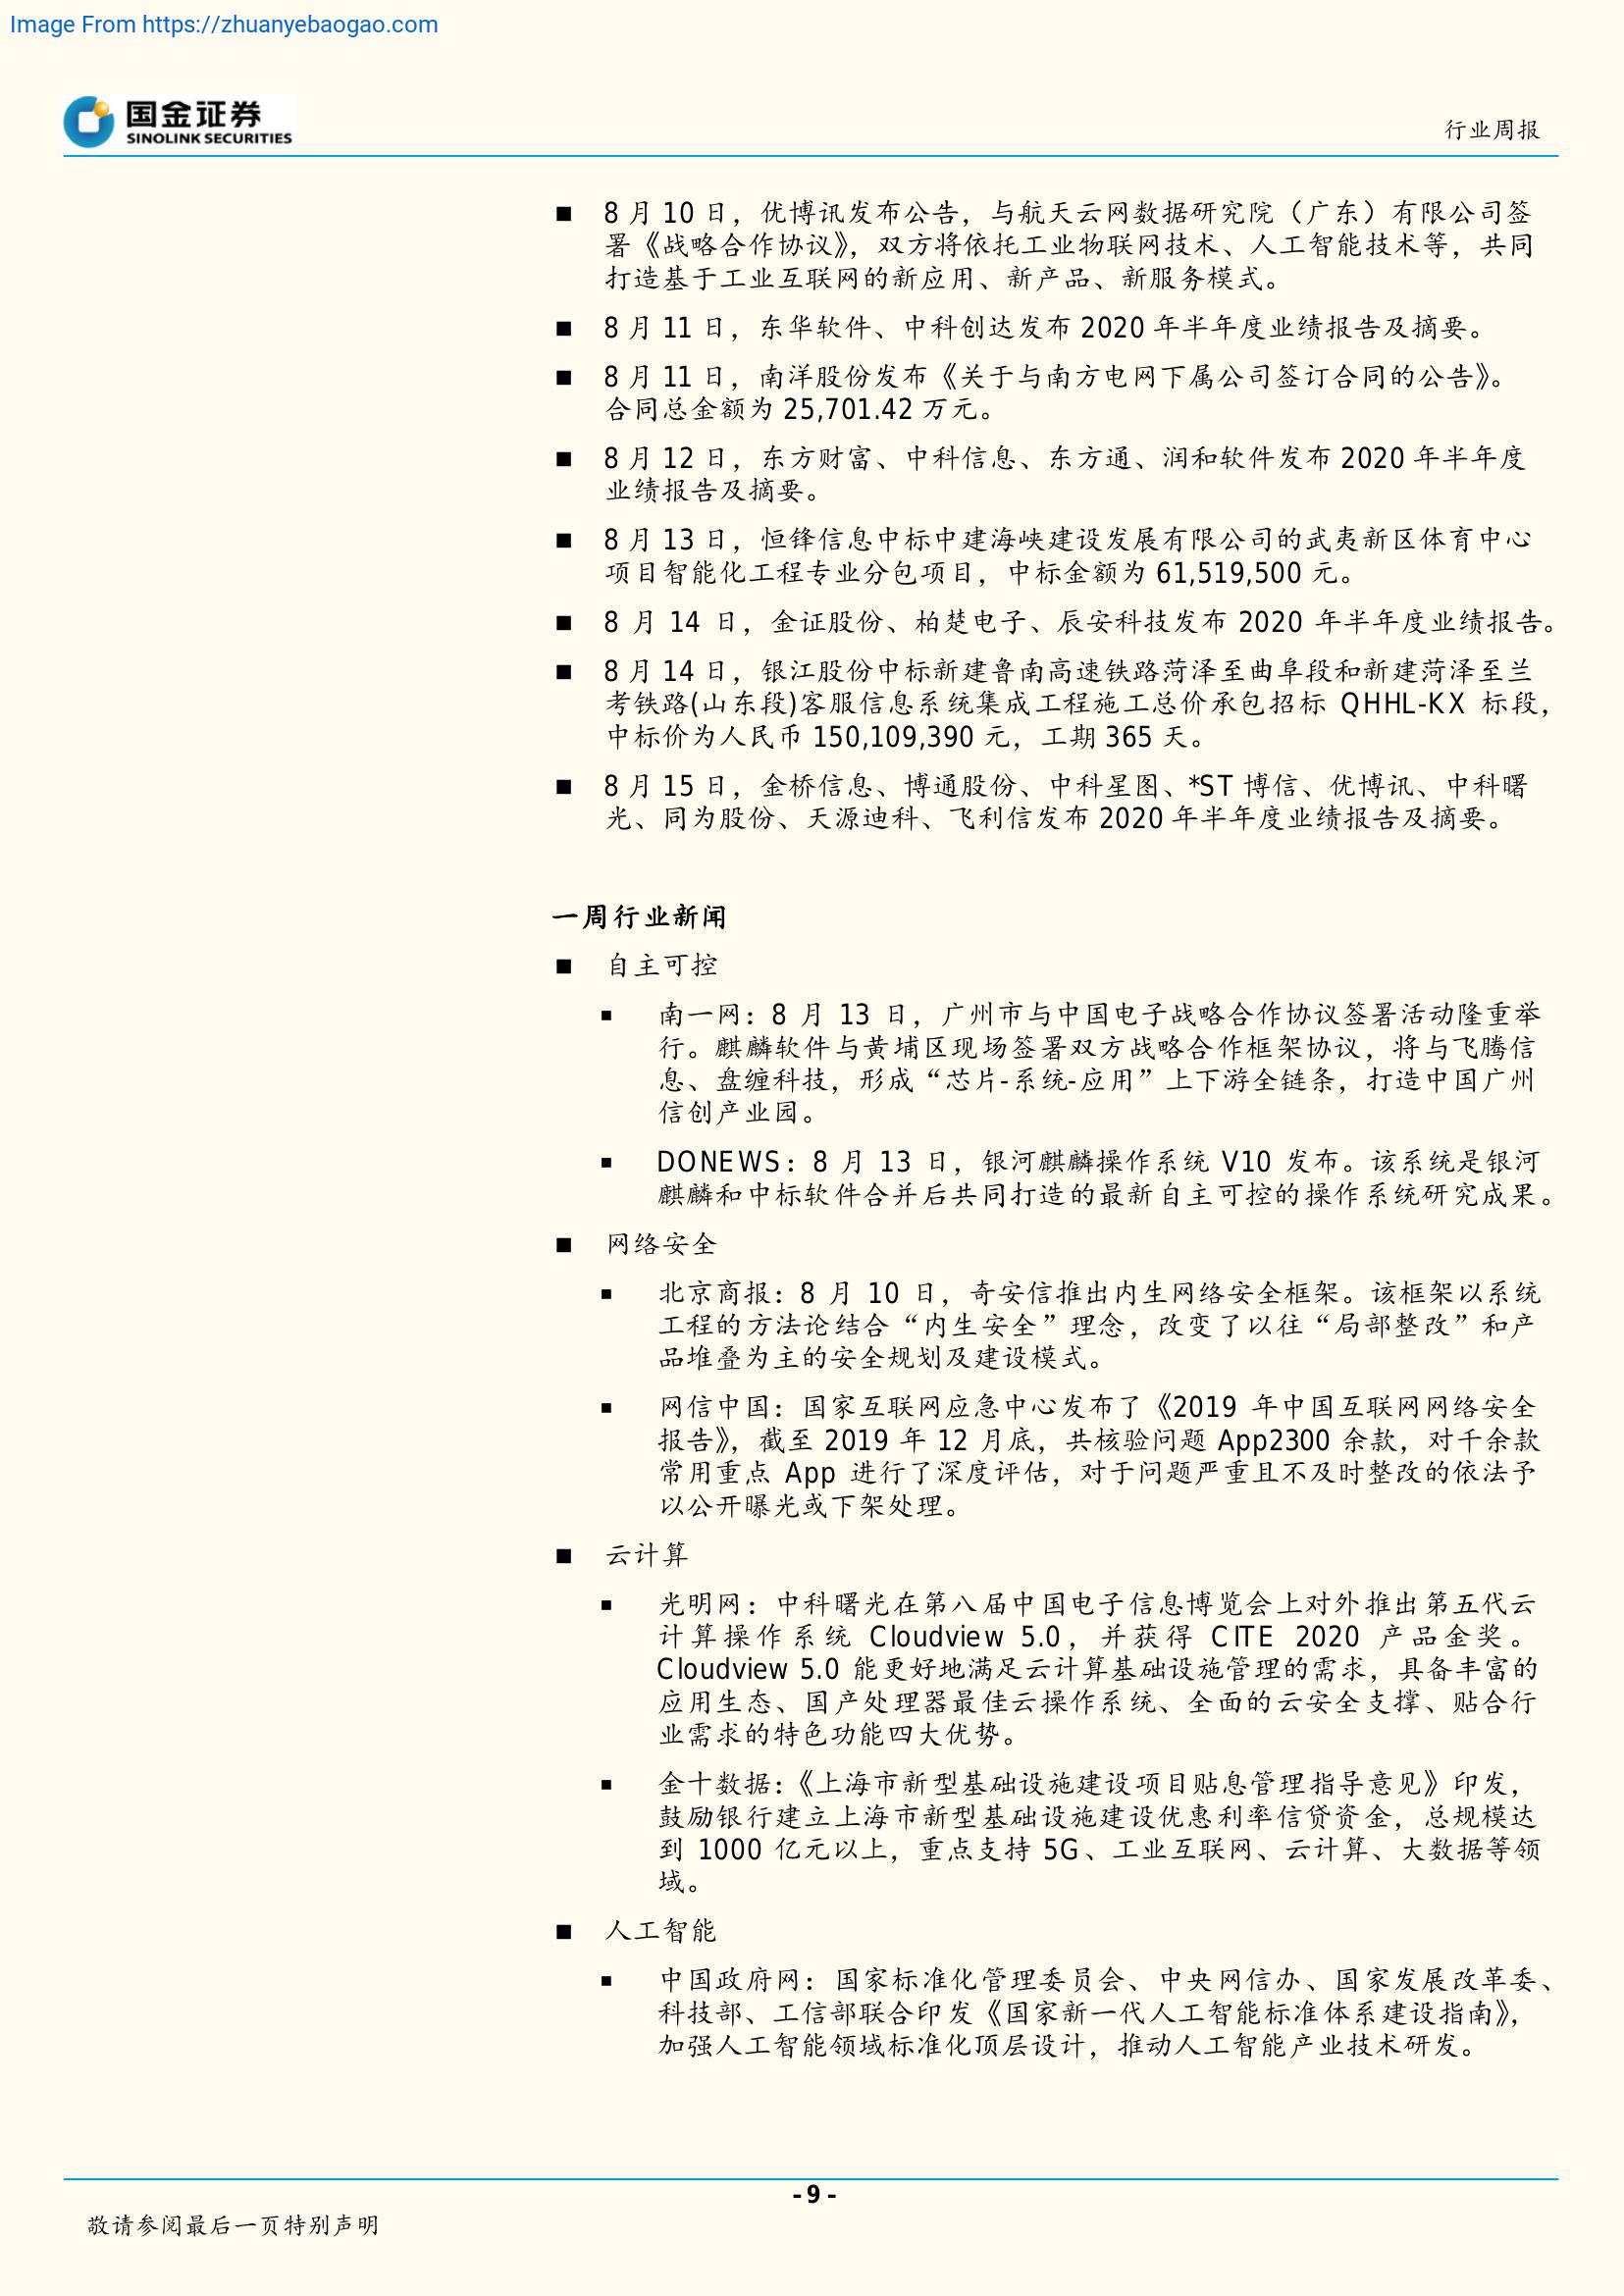 Image From https://zhuanyebaogao.com
国金证券
SINOLINK SECURITIES
行业周报
■ 8 月 10 日，优博讯发布公告，与航天云网数据研究院（广东）有限公司签
署《战略合作协议》，双方将依托工业物联网技术、人工智能技术等，共同
打造基于工业互联网的新应用、新产品、新服务模式。
■ 8 月 11 日，东华软件、中科创达发布 2020 年半年度业绩报告及摘要。
■ 8 月 11 日，南洋股份发布《关于与南方电网下属公司签订合同的公告》。
合同总金额为 25,701.42 万元。
■ 8 月 12 日，东方财富、中科信息、东方通、润和软件发布 2020 年半年度
业绩报告及摘要。
■ 8 月 13 日，恒锋信息中标中建海峡建设发展有限公司的武夷新区体育中心
项目智能化工程专业分包项目，中标金额为 61,519,500 元。
■ 8 月 14 日，金证股份、柏楚电子、辰安科技发布 2020 年半年度业绩报告。
■ 8 月 14 日，银江股份中标新建鲁南高速铁路菏泽至曲阜段和新建菏泽至兰
考铁路(山东段)客服信息系统集成工程施工总价承包招标 QHHL-KX 标段，
中标价为人民币 150,109,390 元，工期 365 天。
■ 8 月 15 日，金桥信息、博通股份、中科星图、*ST 博信、优博讯、中科曙
光、同为股份、天源迪科、飞利信发布 2020 年半年度业绩报告及摘要。
一周行业新闻
■ 自主可控
■ 南一网：8 月 13 日，广州市与中国电子战略合作协议签署活动隆重举
行。麒麟软件与黄埔区现场签署双方战略合作框架协议，将与飞腾信
息、盘缠科技，形成“芯片-系统-应用”上下游全链条，打造中国广州
信创产业园。
■ DONEWS：8 月 13 日，银河麒麟操作系统 V10 发布。该系统是银河
麒麟和中标软件合并后共同打造的最新自主可控的操作系统研究成果。
■ 网络安全
■ 北京商报：8 月 10 日，奇安信推出内生网络安全框架。该框架以系统
工程的方法论结合“内生安全”理念，改变了以往“局部整改”和产
品堆叠为主的安全规划及建设模式。
■ 网信中国：国家互联网应急中心发布了《2019 年中国互联网网络安全
报告》，截至 2019 年 12 月底，共核验问题 App2300 余款，对千余款
常用重点 App 进行了深度评估，对于问题严重且不及时整改的依法予
以公开曝光或下架处理。
■ 云计算
■ 光明网：中科曙光在第八届中国电子信息博览会上对外推出第五代云
计算操作系统 Cloudview 5.0，并获得 CITE 2020 产品金奖。
Cloudview 5.0 能更好地满足云计算基础设施管理的需求，具备丰富的
应用生态、国产处理器最佳云操作系统、全面的云安全支撑、贴合行
业需求的特色功能四大优势。
■ 金十数据：《上海市新型基础设施建设项目贴息管理指导意见》印发，
鼓励银行建立上海市新型基础设施建设优惠利率信贷资金，总规模达
到 1000 亿元以上，重点支持 5G、工业互联网、云计算、大数据等领
域。
■ 人工智能
■ 中国政府网：国家标准化管理委员会、中央网信办、国家发展改革委、
科技部、工信部联合印发《国家新一代人工智能标准体系建设指南》，
加强人工智能领域标准化顶层设计，推动人工智能产业技术研发。
- 9 -
敬请参阅最后一页特别声明